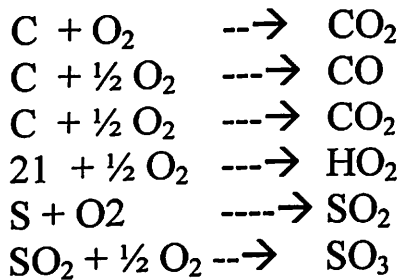 C + O₂ ---→ CO₂
C + ½ O₂ ----→ CO
C + ½ O₂ ----→ CO₂
21 + ½ O₂ ----→ HO₂
S + O2 ----→ SO₂
SO₂ + ½ O₂ --→ SO₃